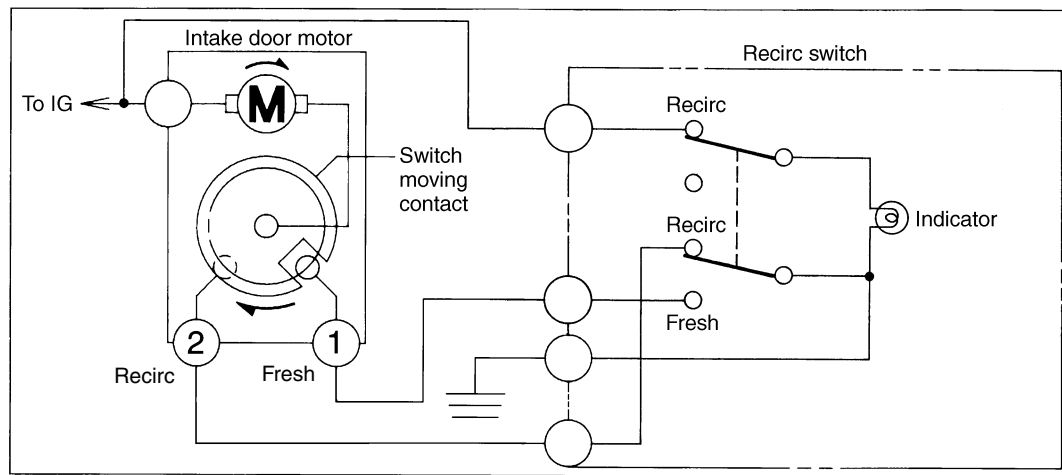 Intake door motor
Recirc switch
To IG
M
Recirc
Switch
moving
contact
Recirc
Indicator
Fresh
2
1
Recirc
Fresh